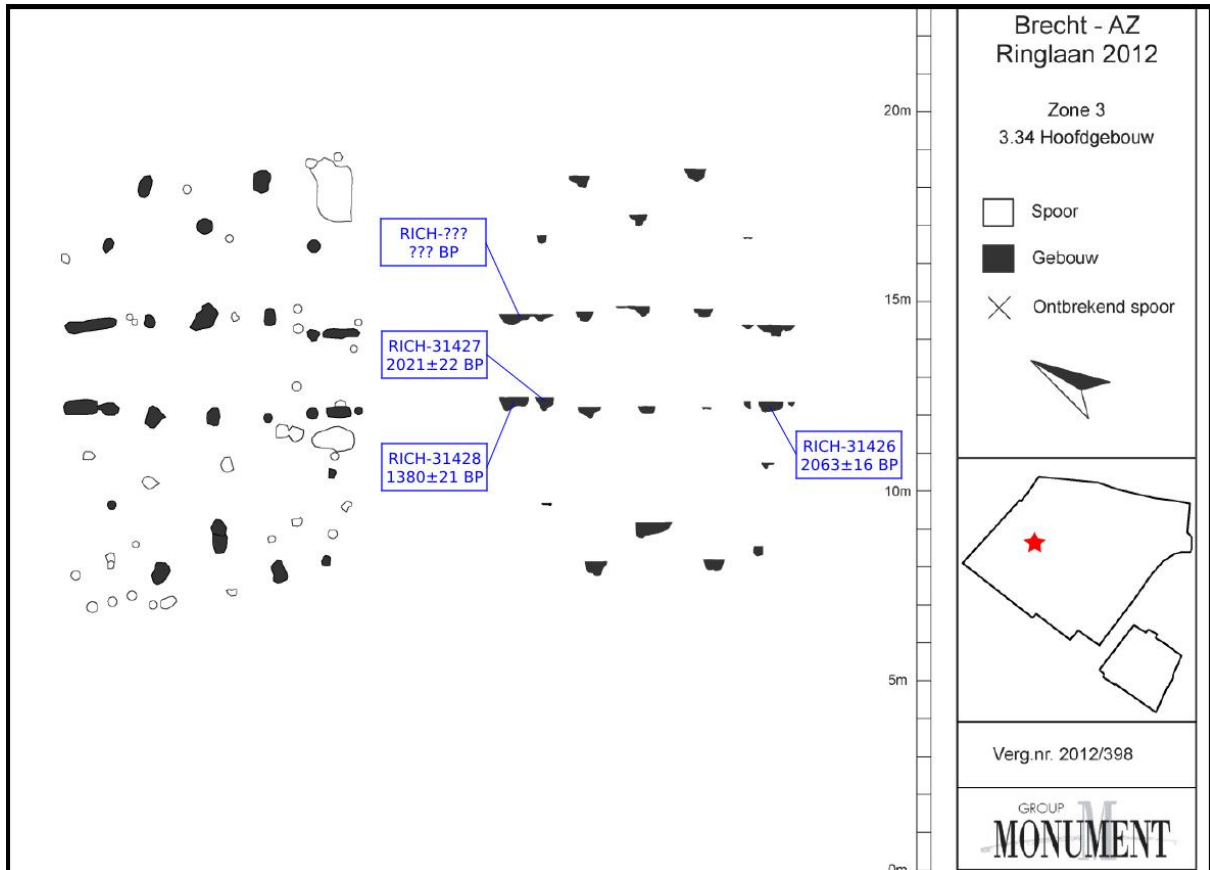 Brecht - AZ
Ringlaan 2012
Zone 3
3.34 Hoofdgebouw
Spoor
Gebouw
Ontbrekend spoor
20m
15m
10m
5m
0m
RICH-???
??? BP
RICH-31427
2021±22 BP
RICH-31428
1380±21 BP
RICH-31426
2063±16 BP
Verg.nr. 2012/398
GROUP
M
MONUMENT